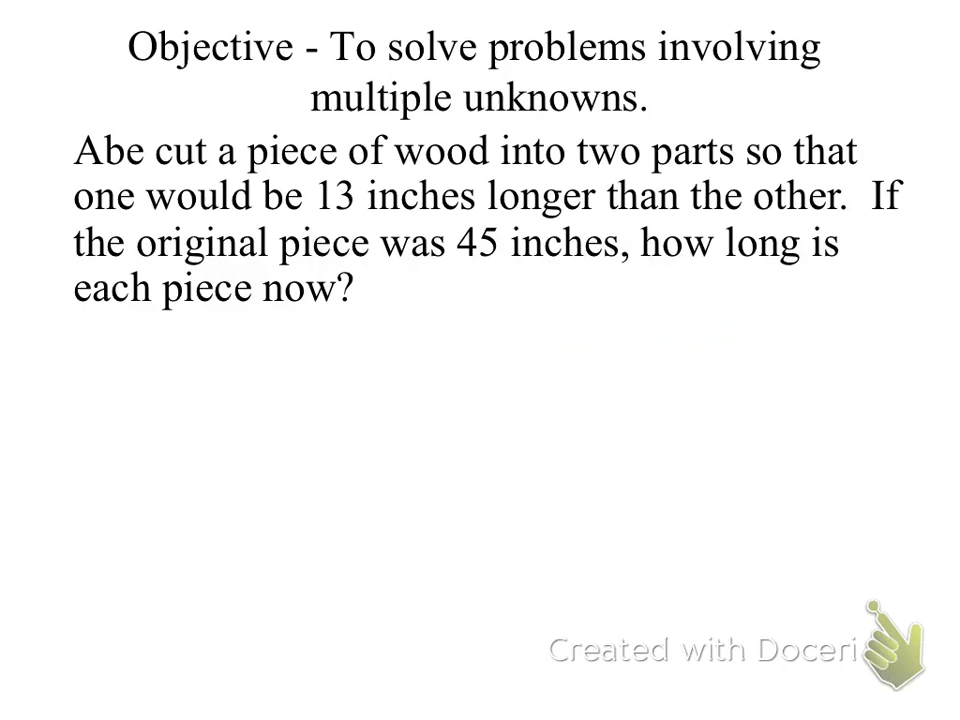 Objective - To solve problems involving
multiple unknowns.
Abe cut a piece of wood into two parts so that
one would be 13 inches longer than the other.  If
the original piece was 45 inches, how long is
each piece now?
Created with Doceri